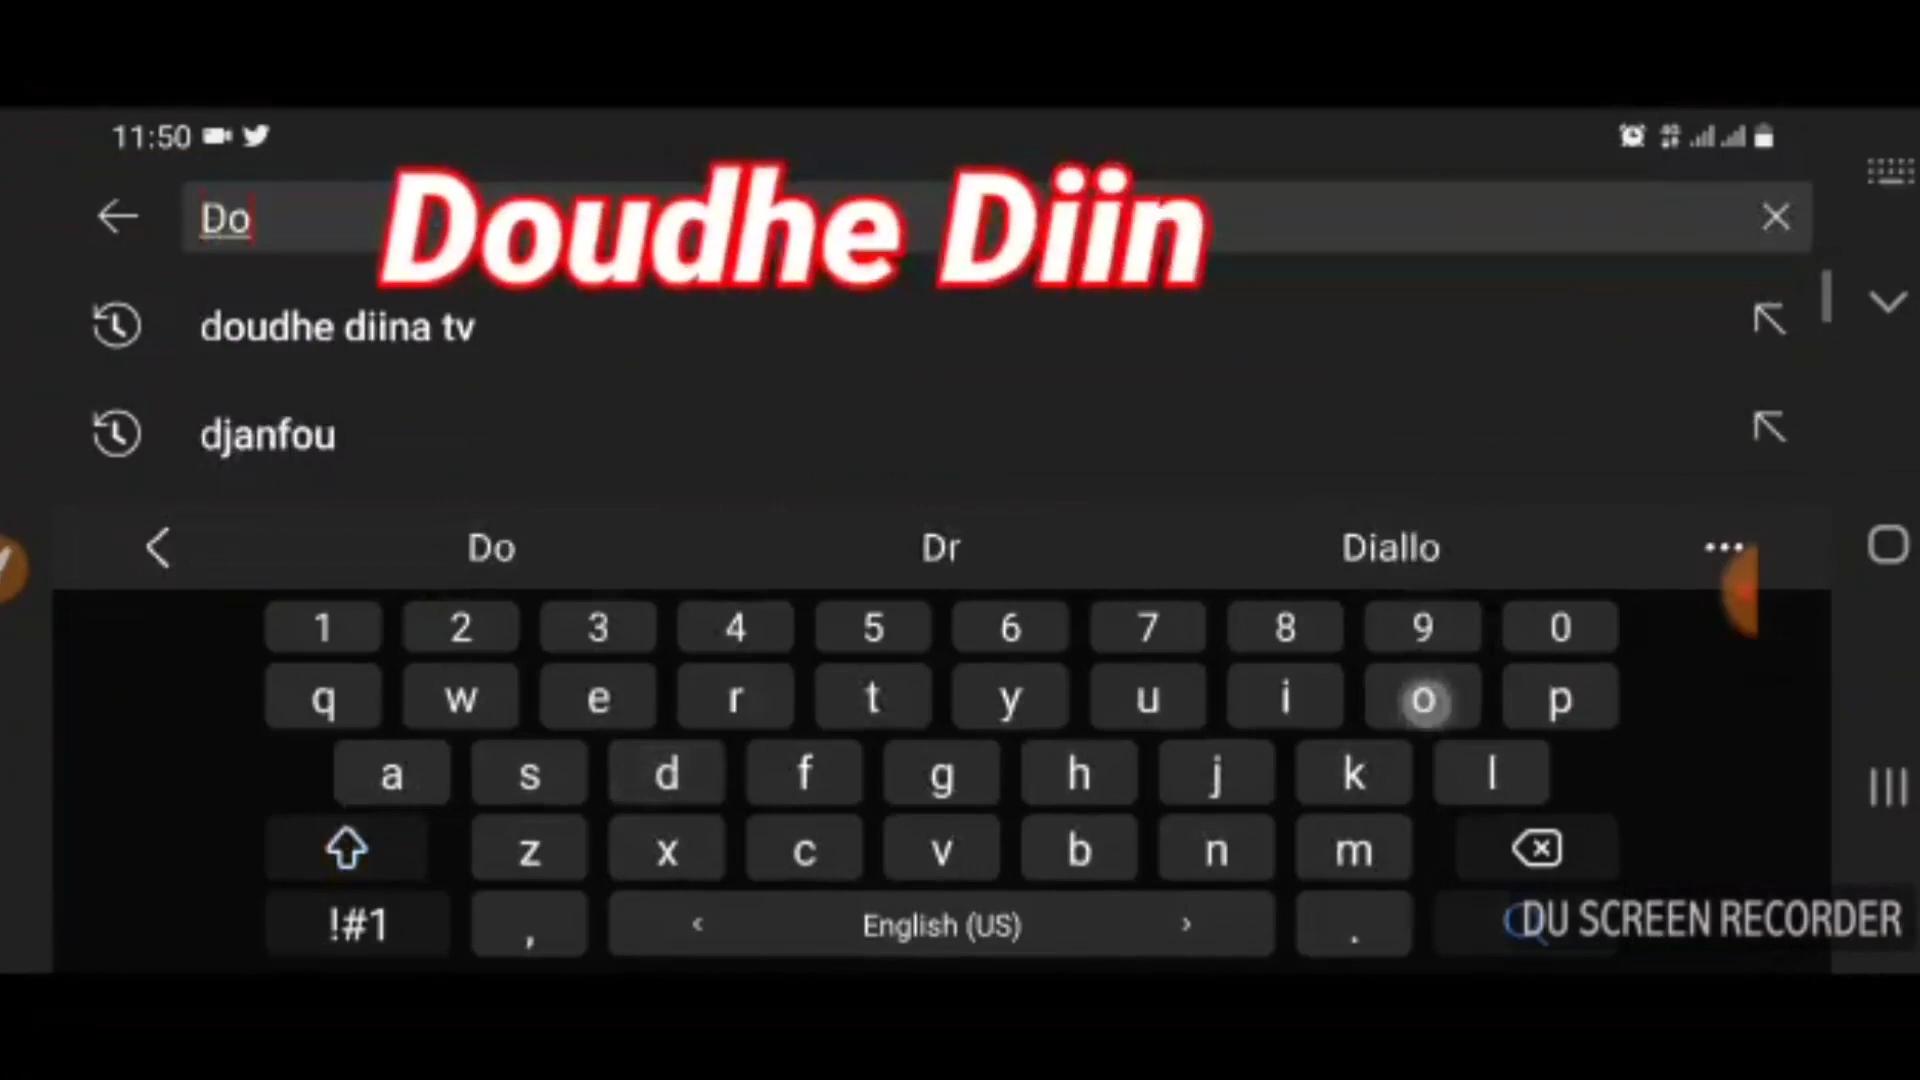 11:50
Do
Doudhe Diin
doudhe diina tv
djanfou
Do Dr Diallo ...
1 2 3 4 5 6 7 8 9 0
q w e r t y u i o p
a s d f g h j k l
z x c v b n m
!#1 , < English (US) > .
DU SCREEN RECORDER